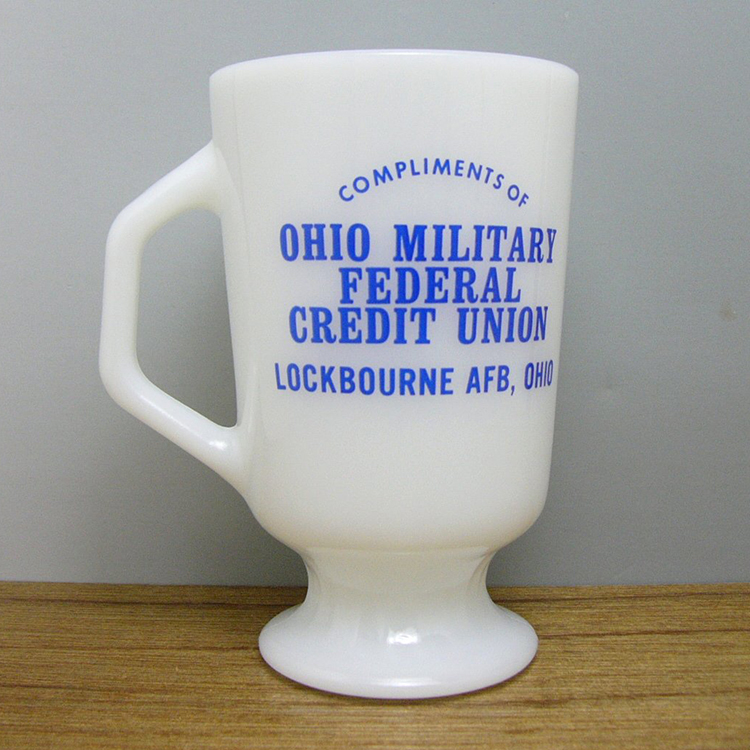 COMPLIMENTS OF
OHIO MILITARY
FEDERAL
CREDIT UNION
LOCKBOURNE AFB, OHIO